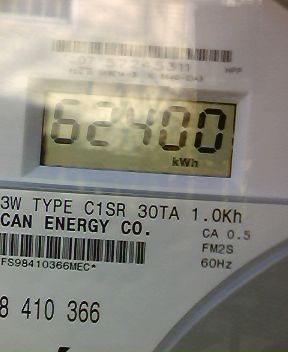 62400
kWh
3W TYPE C1SR 30TA 1.0Kh
CAN ENERGY CO.
CA 0.5
FM2S
60Hz
FS98410366MEC*
8 410 366